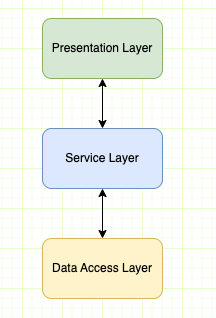 Presentation Layer
Service Layer
Data Access Layer